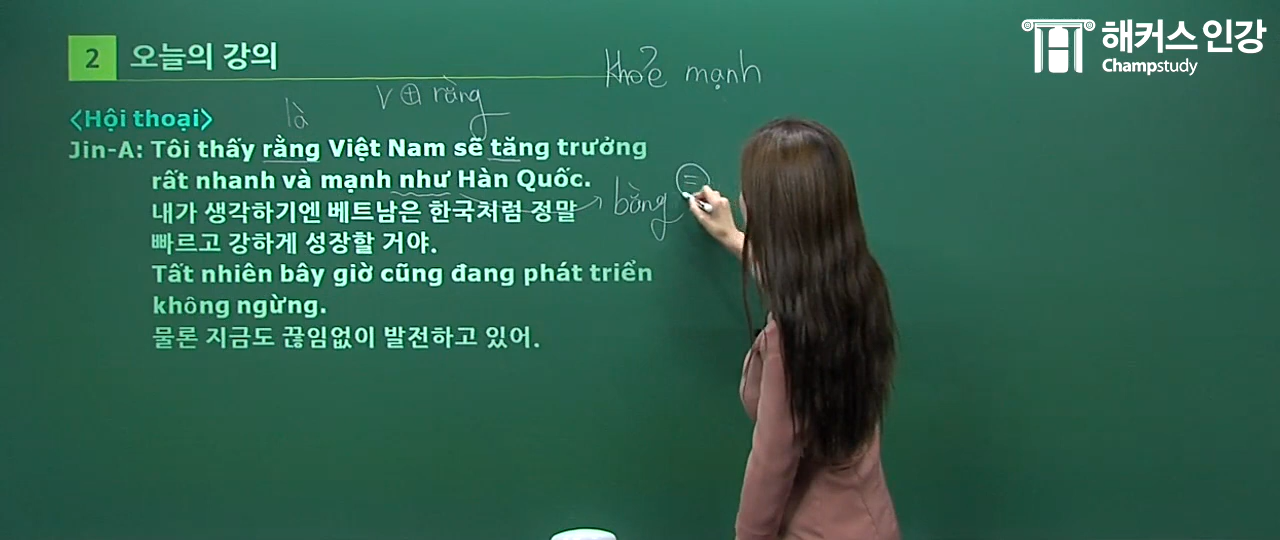 해커스 인강
Champstudy
2 오늘의 강의
khỏe mạnh
V + rằng
là
<Hội thoại>
Jin-A: Tôi thấy rằng Việt Nam sẽ tăng trưởng
rất nhanh và mạnh như Hàn Quốc.
bằng =
내가 생각하기엔 베트남은 한국처럼 정말
빠르고 강하게 성장할 거야.
Tất nhiên bây giờ cũng đang phát triển
không ngừng.
물론 지금도 끊임없이 발전하고 있어.